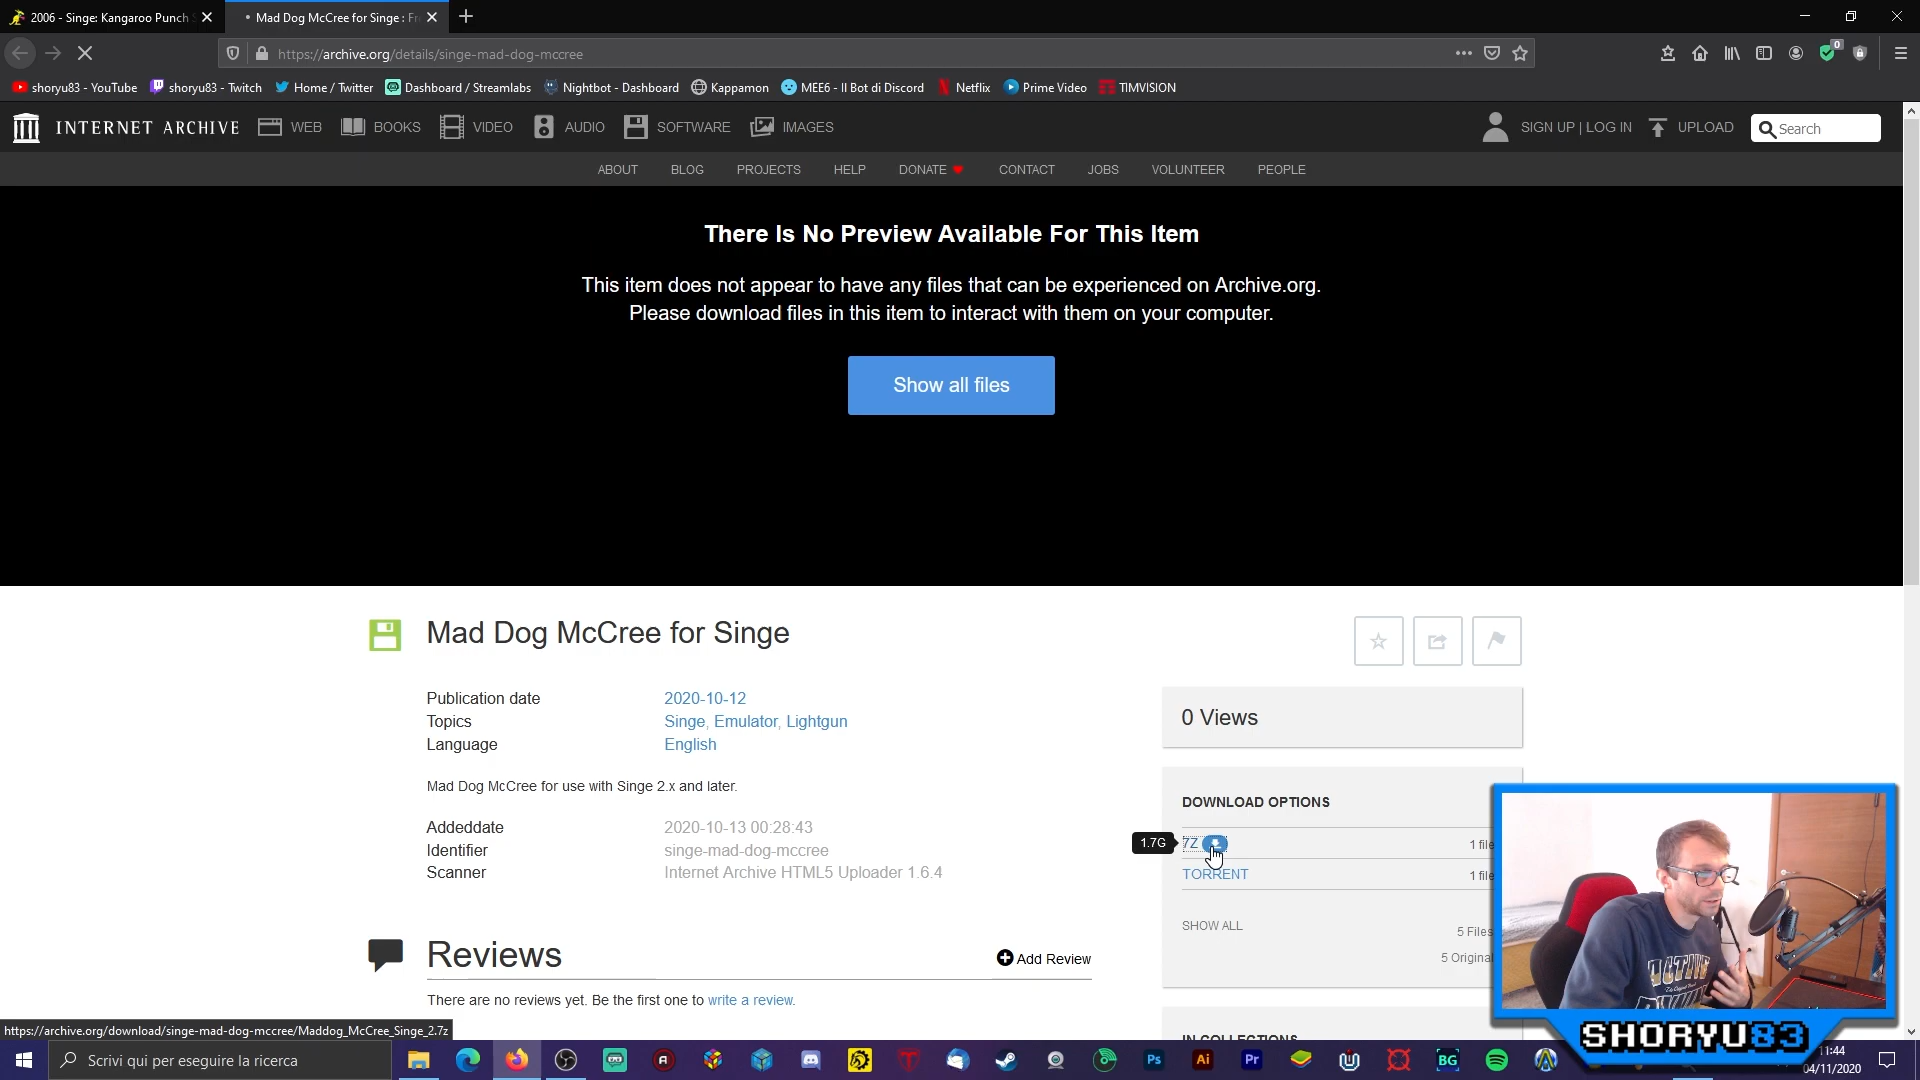 2006 - Singe: Kangaroo Punch
Mad Dog McCree for Singe : Fr
https://archive.org/details/singe-mad-dog-mccree
0
shoryu83 - YouTube
shoryu83 - Twitch
Home / Twitter
Dashboard / Streamlabs
Nightbot - Dashboard
Kappamon
MEE6 - Il Bot di Discord
Netflix
Prime Video
TIMVISION
INTERNET ARCHIVE
WEB
BOOKS
VIDEO
AUDIO
SOFTWARE
IMAGES
SIGN UP | LOG IN
UPLOAD
Search
ABOUT
BLOG
PROJECTS
HELP
DONATE
CONTACT
JOBS
VOLUNTEER
PEOPLE
There Is No Preview Available For This Item
This item does not appear to have any files that can be experienced on Archive.org.
Please download files in this item to interact with them on your computer.
Show all files
Mad Dog McCree for Singe
Publication date 2020-10-12
Topics Singe, Emulator, Lightgun
Language English
Mad Dog McCree for use with Singe 2.x and later.
Addeddate 2020-10-13 00:28:43
Identifier singe-mad-dog-mccree
Scanner Internet Archive HTML5 Uploader 1.6.4
0 Views
DOWNLOAD OPTIONS
1.7G
7Z 1 file
TORRENT 1 file
SHOW ALL
5 Files
5 Original
IN COLLECTIONS
Reviews
Add Review
There are no reviews yet. Be the first one to write a review.
https://archive.org/download/singe-mad-dog-mccree/Maddog_McCree_Singe_2.7z
SHORYU83
Scrivi qui per eseguire la ricerca
Ps
Ai
Pr
BG
11:44
04/11/2020